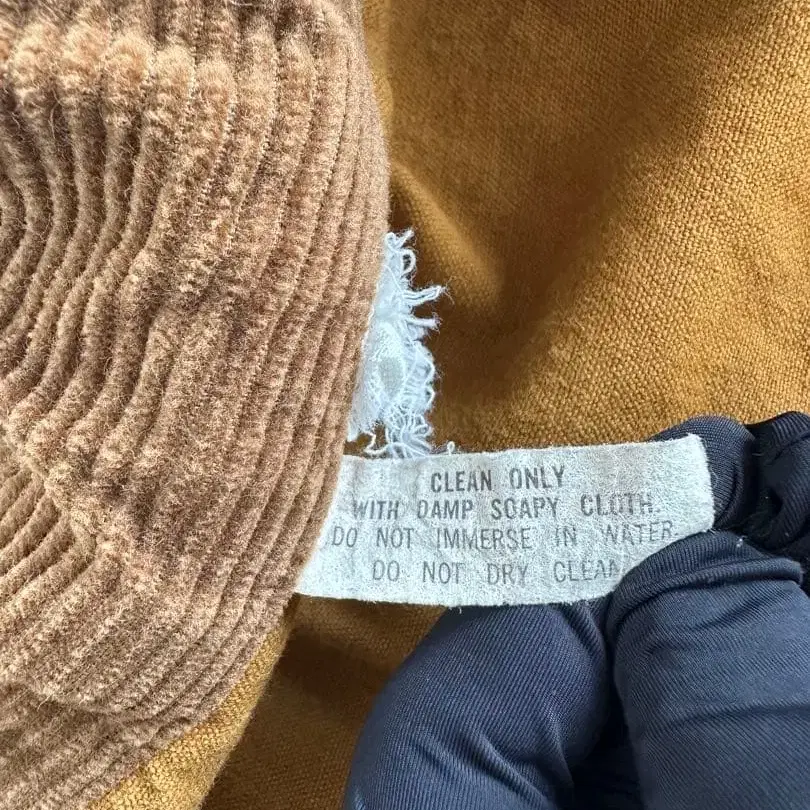 CLEAN ONLY
WITH DAMP SOAPY CLOTH.
DO NOT IMMERSE IN WATER
DO NOT DRY CLEAN